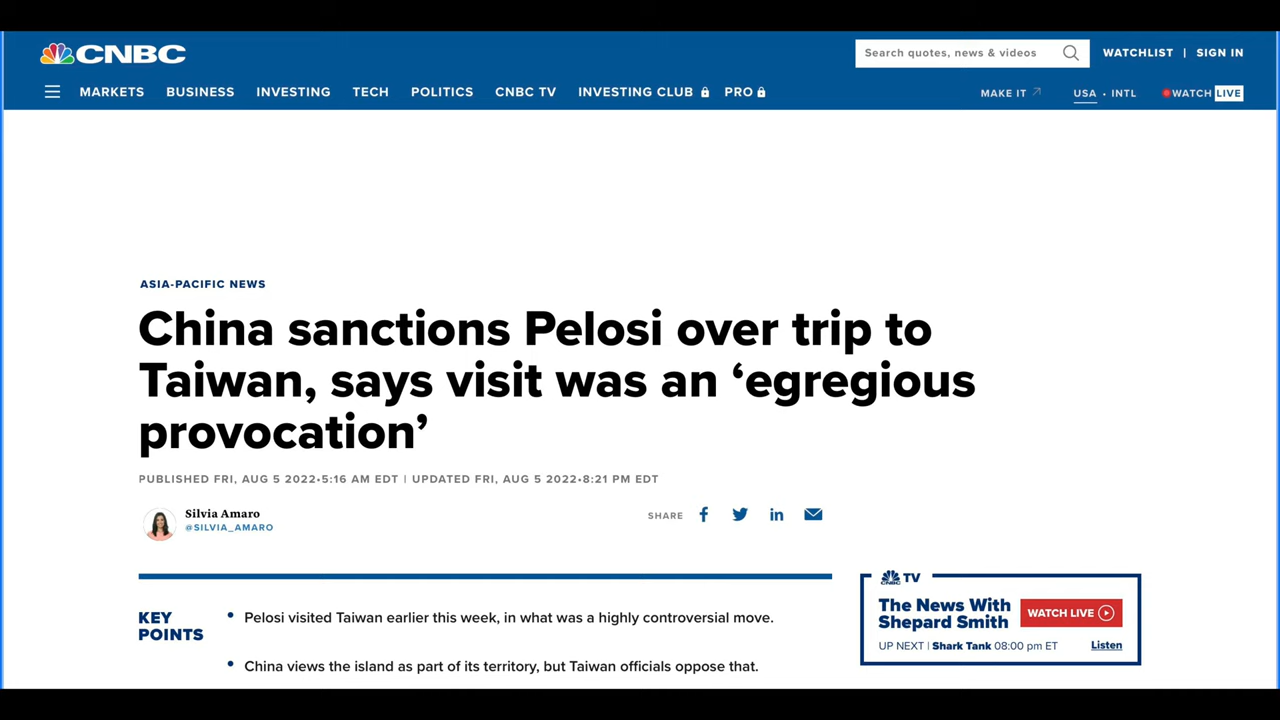 CNBC
Search quotes, news & videos
WATCHLIST | SIGN IN
MARKETS BUSINESS INVESTING TECH POLITICS CNBC TV INVESTING CLUB PRO
MAKE IT USA • INTL WATCH LIVE
ASIA-PACIFIC NEWS
China sanctions Pelosi over trip to
Taiwan, says visit was an ‘egregious
provocation’
PUBLISHED FRI, AUG 5 2022•5:16 AM EDT | UPDATED FRI, AUG 5 2022•8:21 PM EDT
Silvia Amaro
@SILVIA_AMARO
SHARE
KEY
POINTS
Pelosi visited Taiwan earlier this week, in what was a highly controversial move.
China views the island as part of its territory, but Taiwan officials oppose that.
CNBC TV
The News With
Shepard Smith
WATCH LIVE
UP NEXT | Shark Tank 08:00 pm ET
Listen